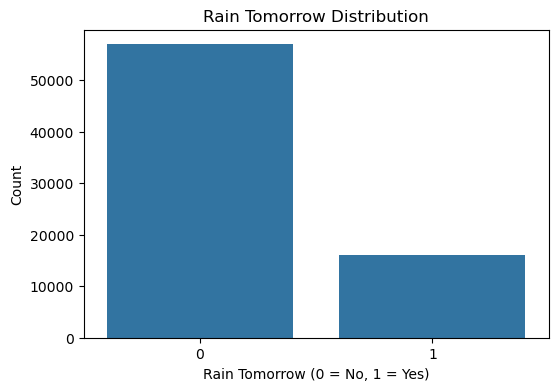 Rain Tomorrow Distribution
50000
40000
30000
20000
10000
0
Count
0 1
Rain Tomorrow (0 = No, 1 = Yes)